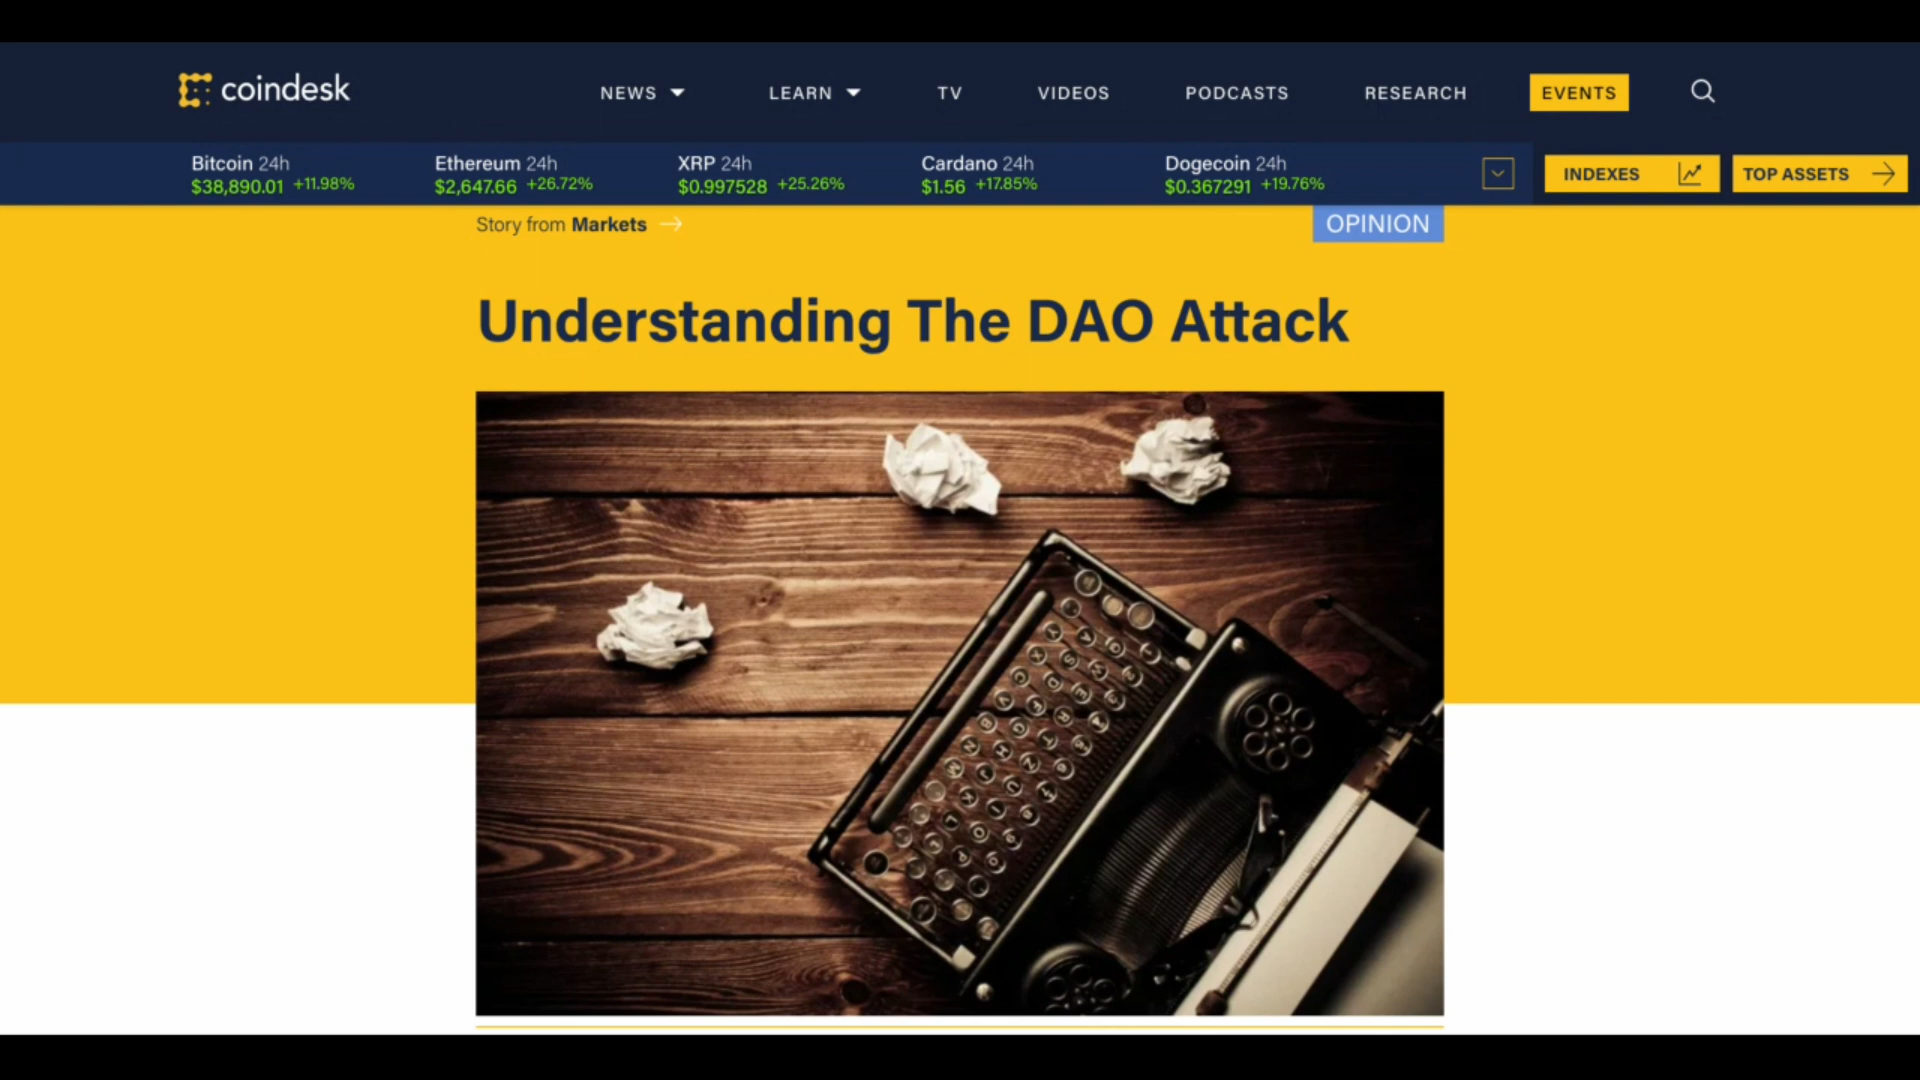 coindesk
NEWS LEARN TV VIDEOS PODCASTS RESEARCH EVENTS
Bitcoin 24h Ethereum 24h XRP 24h Cardano 24h Dogecoin 24h
$38,890.01 +11.98% $2,647.66 +26.72% $0.997528 +25.26% $1.56 +17.85% $0.367291 +19.76%
INDEXES TOP ASSETS
Story from Markets
OPINION
Understanding The DAO Attack